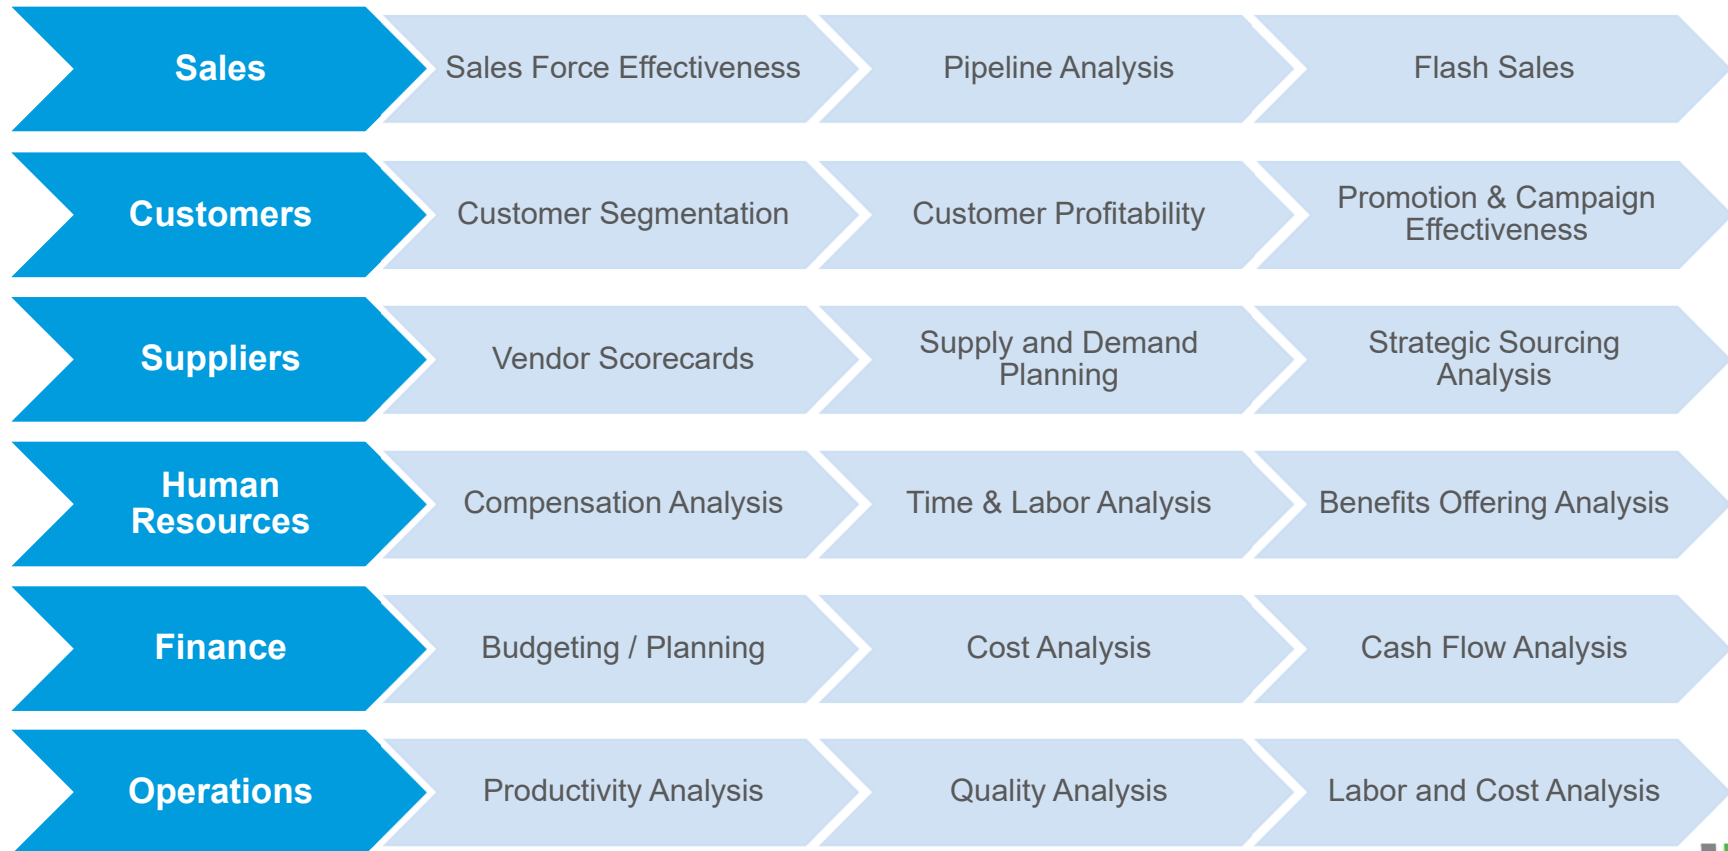 Sales
Sales Force Effectiveness
Pipeline Analysis
Flash Sales
Customers
Customer Segmentation
Customer Profitability
Promotion & Campaign
Effectiveness
Suppliers
Vendor Scorecards
Supply and Demand
Planning
Strategic Sourcing
Analysis
Human
Resources
Compensation Analysis
Time & Labor Analysis
Benefits Offering Analysis
Finance
Budgeting / Planning
Cost Analysis
Cash Flow Analysis
Operations
Productivity Analysis
Quality Analysis
Labor and Cost Analysis